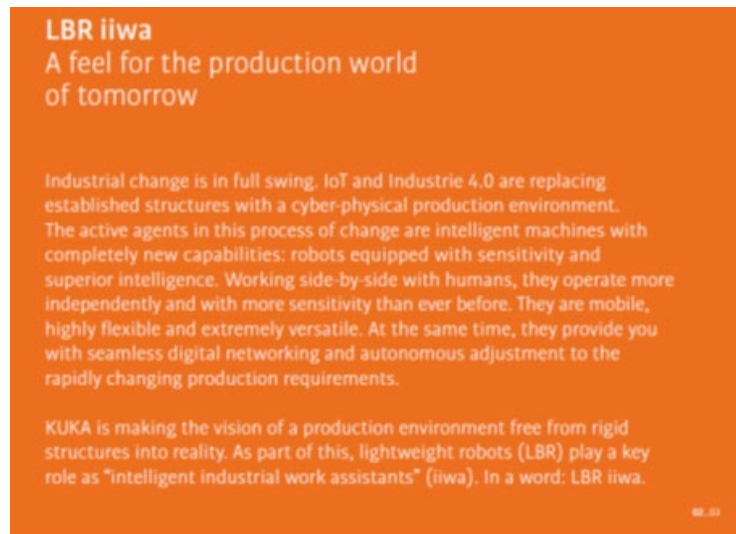 LBR iiwa
A feel for the production world
of tomorrow
Industrial change is in full swing. IoT and Industrie 4.0 are replacing
established structures with a cyber-physical production environment.
The active agents in this process of change are intelligent machines with
completely new capabilities: robots equipped with sensitivity and
superior intelligence. Working side-by-side with humans, they operate more
independently and with more sensitivity than ever before. They are mobile,
highly flexible and extremely versatile. At the same time, they provide you
with seamless digital networking and autonomous adjustment to the
rapidly changing production requirements.
KUKA is making the vision of a production environment free from rigid
structures into reality. As part of this, lightweight robots (LBR) play a key
role as “intelligent industrial work assistants” (iiwa). In a word: LBR iiwa.
02_03